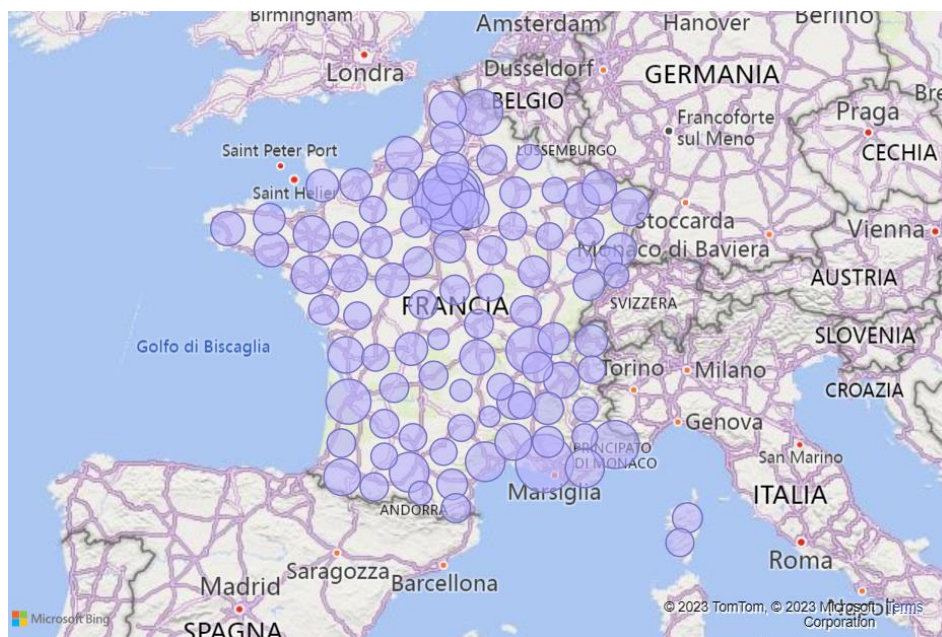 Birmingham
Amsterdam
Hanover
Berlino
Londra
Dusseldorf
GERMANIA
BELGIO
Praga
Francoforte
sul Meno
CECHIA
Saint Peter Port
LUSSEMBURGO
Saint Helier
Stoccarda
Vienna
Monaco di Baviera
AUSTRIA
SVIZZERA
FRANCIA
SLOVENIA
Golfo di Biscaglia
Torino
Milano
CROAZIA
Genova
PRINCIPATO
DI MONACO
San Marino
Marsiglia
ITALIA
ANDORRA
Roma
Saragozza
Barcellona
Madrid
Napoli
© 2023 TomTom, © 2023 Microsoft Terms
Corporation
Microsoft Bing
SPAGNA